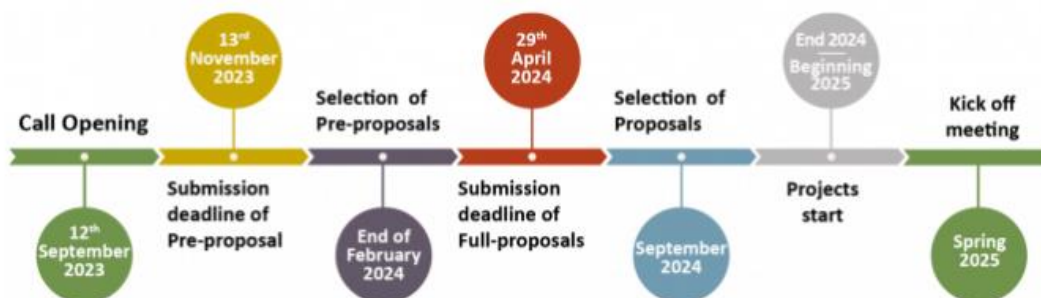 Call Opening
12th
September
2023
13rd
November
2023
Submission
deadline of
Pre-proposal
Selection of
Pre-proposals
End of
February
2024
29th
April
2024
Submission
deadline of
Full-proposals
Selection of
Proposals
September
2024
End 2024
Beginning
2025
Projects
start
Kick off
meeting
Spring
2025